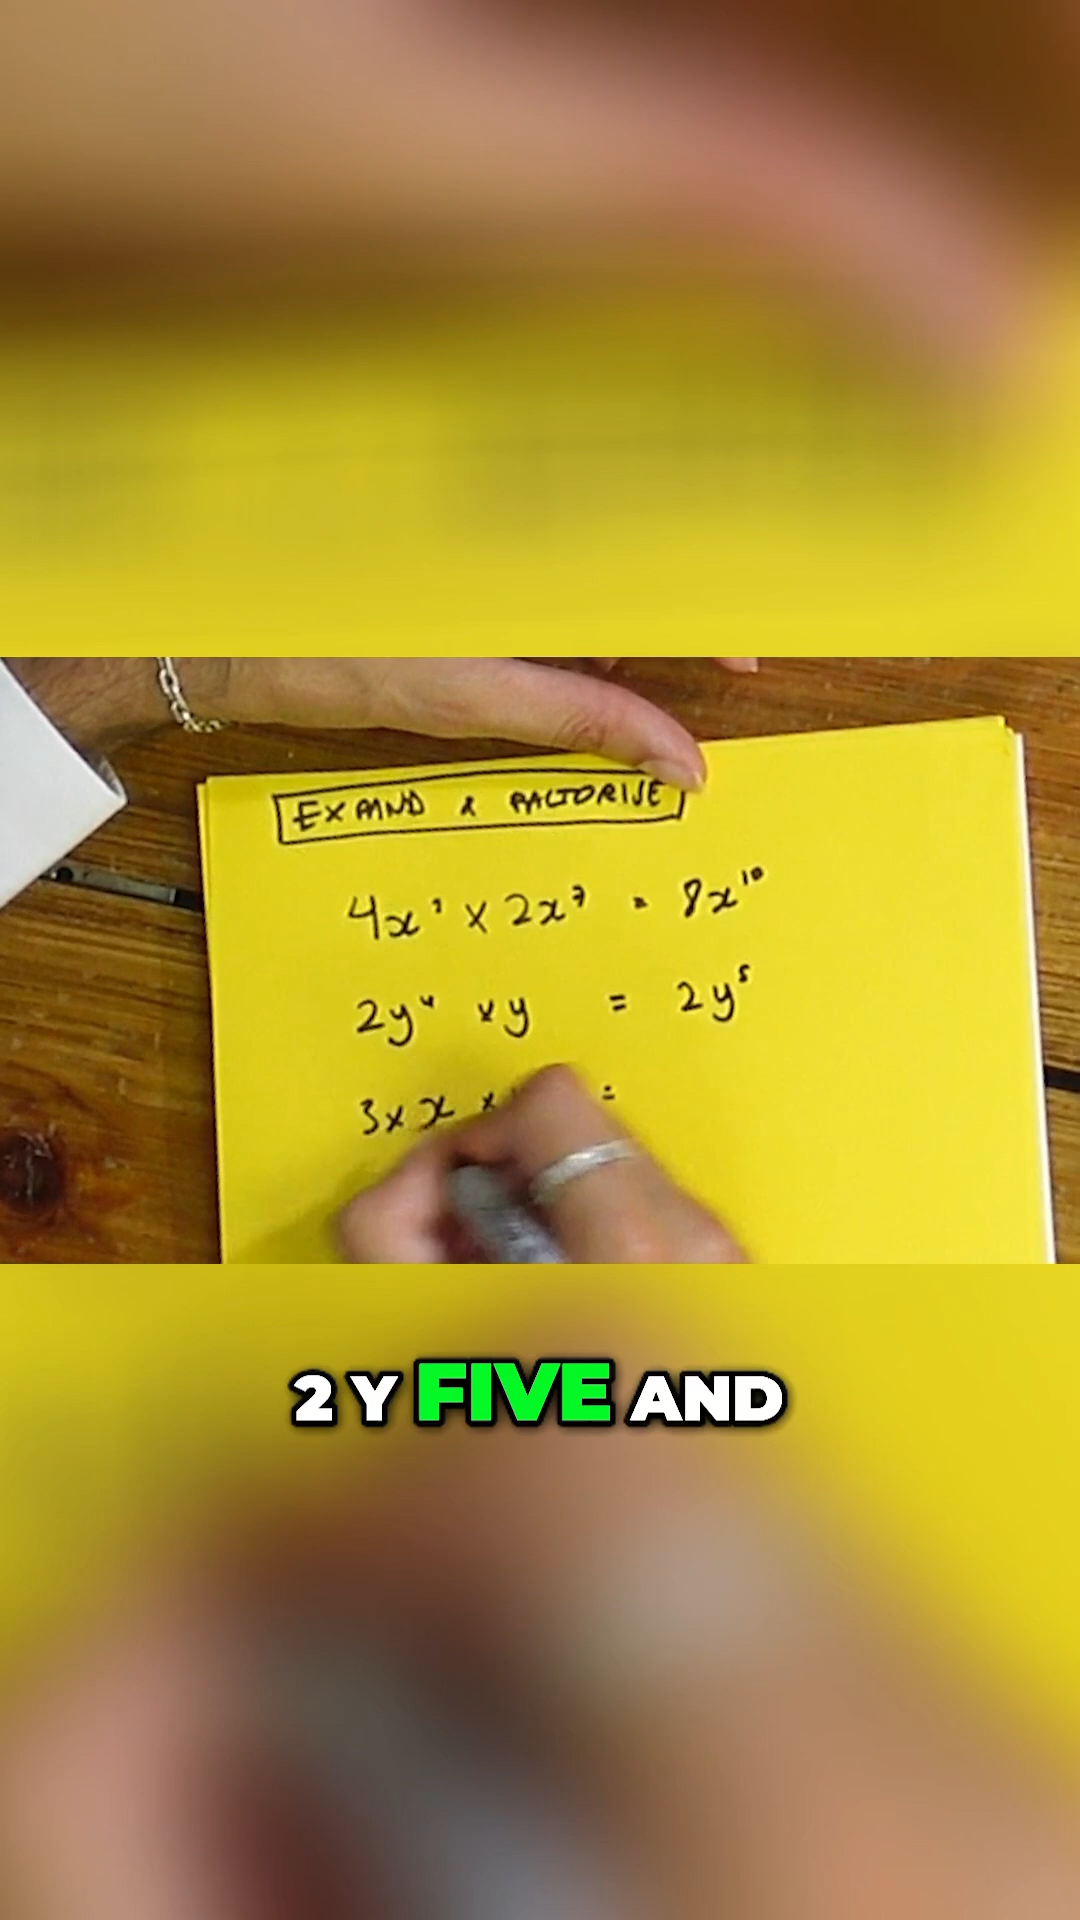 EXPAND & FACTORISE
4x³ × 2x⁷ = 8x¹⁰
2y⁴ × y = 2y⁵
3 × x × =
2 Y FIVE AND